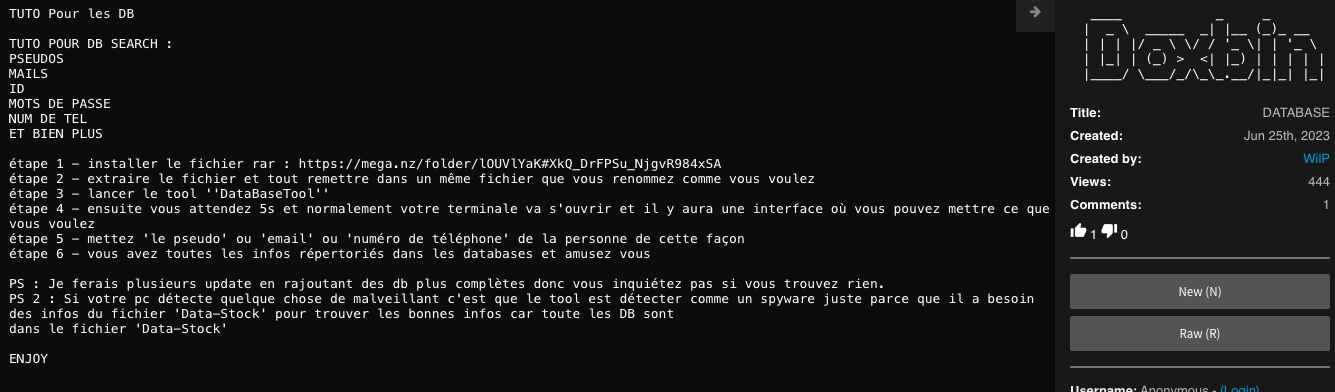 TUTO Pour les DB
TUTO POUR DB SEARCH :
PSEUDOS
MAILS
ID
MOTS DE PASSE
NUM DE TEL
ET BIEN PLUS
étape 1 - installer le fichier rar : https://mega.nz/folder/lOUVlYaK#XkQ_DrFPSu_NjgvR984xSA
étape 2 - extraire le fichier et tout remettre dans un même fichier que vous renommez comme vous voulez
étape 3 - lancer le tool ''DataBaseTool''
étape 4 - ensuite vous attendez 5s et normalement votre terminale va s'ouvrir et il y aura une interface où vous pouvez mettre ce que
vous voulez
étape 5 - mettez 'le pseudo' ou 'email' ou 'numéro de téléphone' de la personne de cette façon
étape 6 - vous avez toutes les infos répertoriés dans les databases et amusez vous
PS : Je ferais plusieurs update en rajoutant des db plus complètes donc vous inquiétez pas si vous trouvez rien.
PS 2 : Si votre pc détecte quelque chose de malveillant c'est que le tool est détecter comme un spyware juste parce que il a besoin
des infos du fichier 'Data-Stock' pour trouver les bonnes infos car toute les DB sont
dans le fichier 'Data-Stock'
ENJOY
Doxbin
Title: DATABASE
Created: Jun 25th, 2023
Created by: WilP
Views: 444
Comments: 1
1 0
New (N)
Raw (R)
Username: Anonymous - (Login)